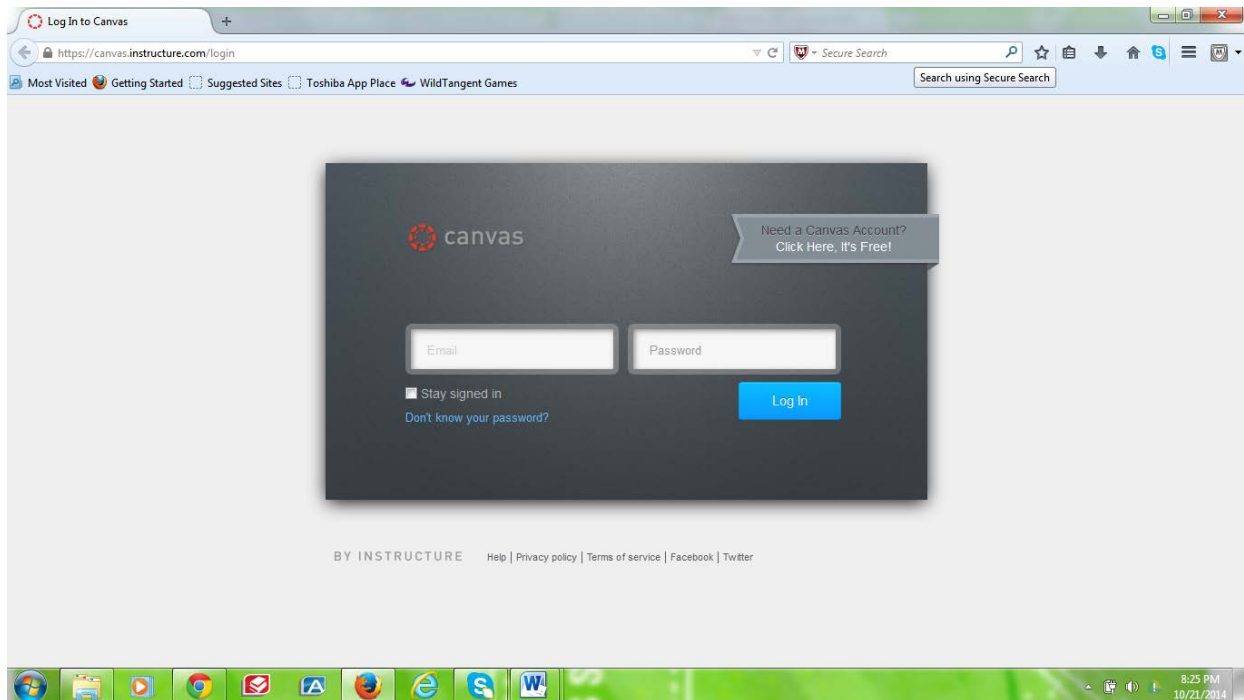 Log In to Canvas
https://canvas.instructure.com/login
Secure Search
Most Visited Getting Started Suggested Sites Toshiba App Place WildTangent Games
Search using Secure Search
canvas
Need a Canvas Account?
Click Here, It's Free!
Email
Password
Stay signed in
Log In
Don't know your password?
BY INSTRUCTURE Help | Privacy policy | Terms of service | Facebook | Twitter
8:25 PM
10/21/2014